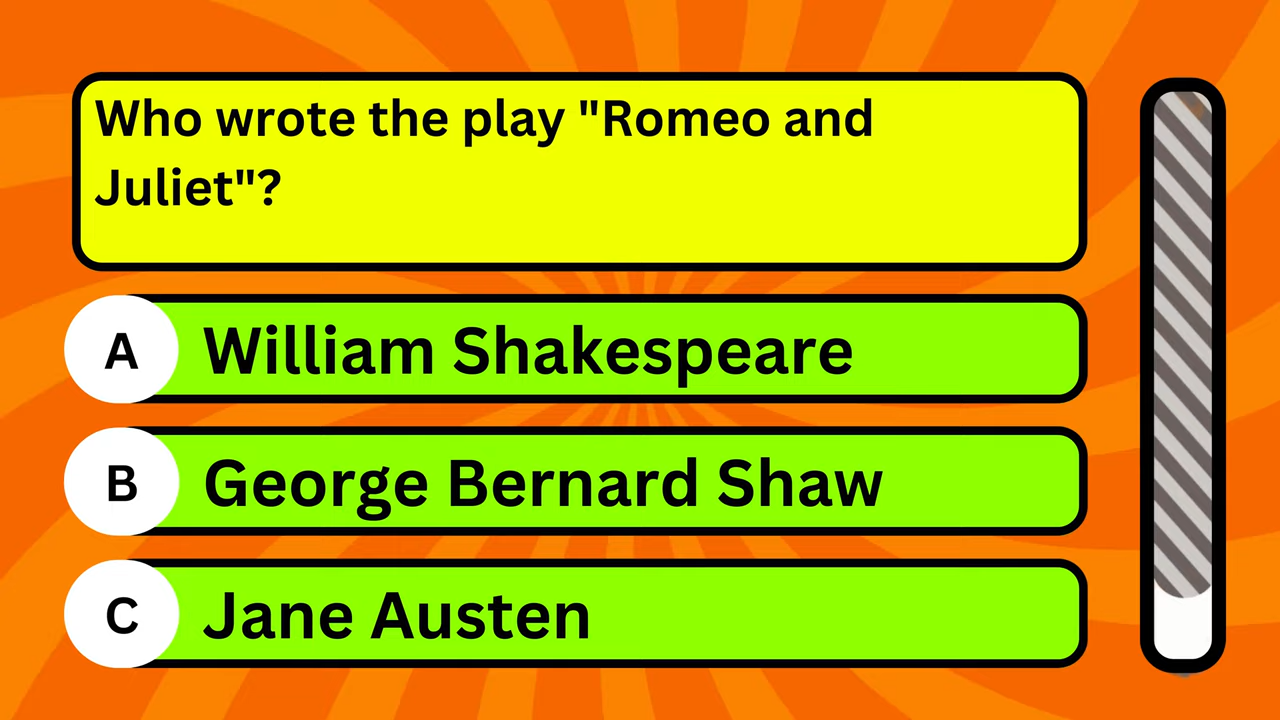 Who wrote the play "Romeo and
Juliet"?
A William Shakespeare
B George Bernard Shaw
C Jane Austen